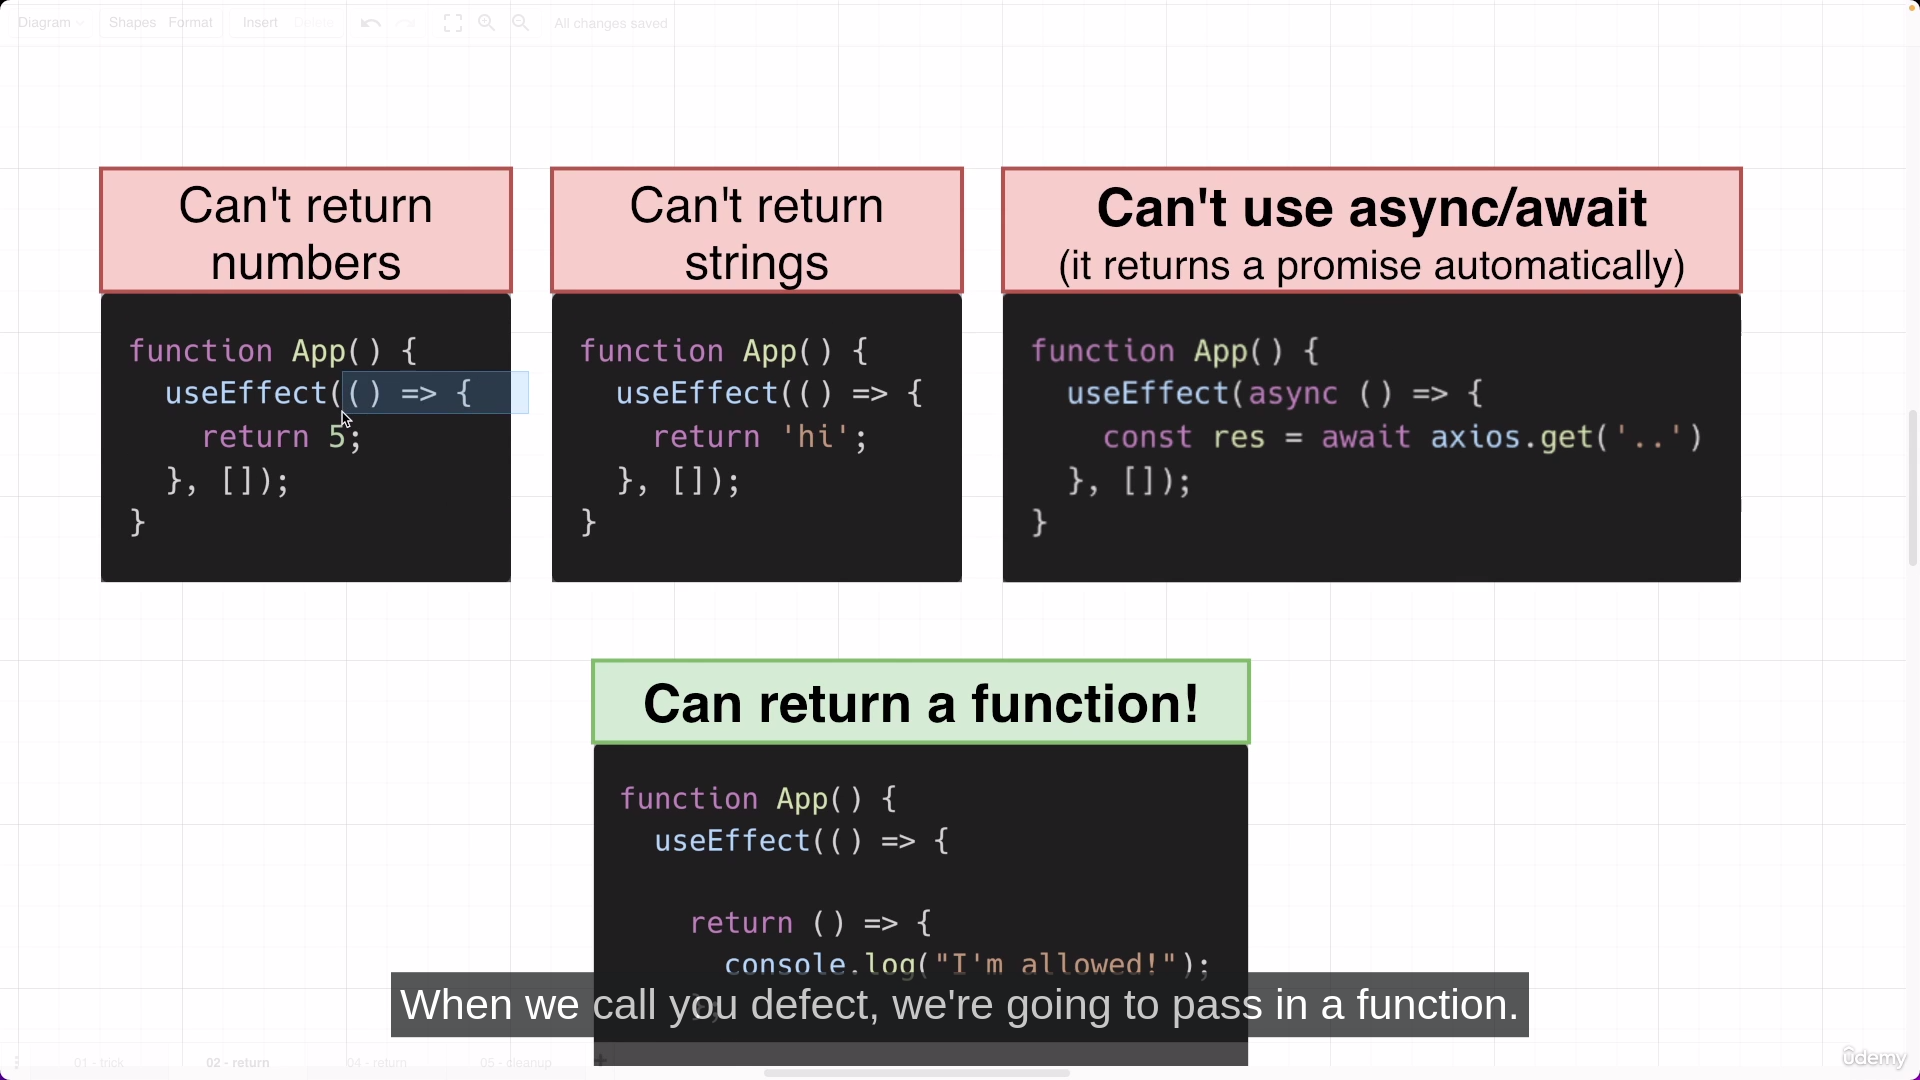 Diagram Shapes Format Insert Delete All changes saved
Can't return
numbers
function App() {
useEffect(() => {
return 5;
}, []);
}
Can't return
strings
function App() {
useEffect(() => {
return 'hi';
}, []);
}
Can't use async/await
(it returns a promise automatically)
function App() {
useEffect(async () => {
const res = await axios.get('..')
}, []);
}
Can return a function!
function App() {
useEffect(() => {
return () => {
console.log("I'm allowed!");
When we call you defect, we're going to pass in a function.
01 - trick 02 - return 04 - return 05 - cleanup +
ûdemy